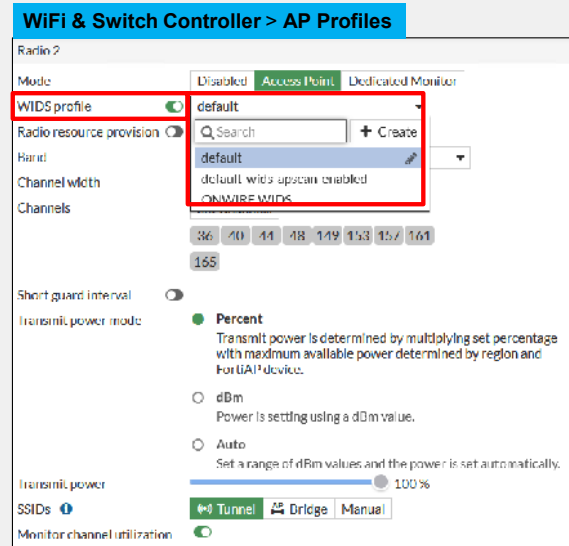 WiFi & Switch Controller > AP Profiles
Radio 2
Mode Disabled Access Point Dedicated Monitor
WIDS profile default
Radio resource provision Search + Create
Band default
Channel width default-wids-apscan-enabled
Channels ONWIRE WIDS
36 40 44 48 149 153 157 161
165
Short guard interval
Transmit power mode Percent
Transmit power is determined by multiplying set percentage
with maximum available power determined by region and
FortiAP device.
dBm
Power is setting using a dBm value.
Auto
Set a range of dBm values and the power is set automatically.
Transmit power 100%
SSIDs Tunnel Bridge Manual
Monitor channel utilization